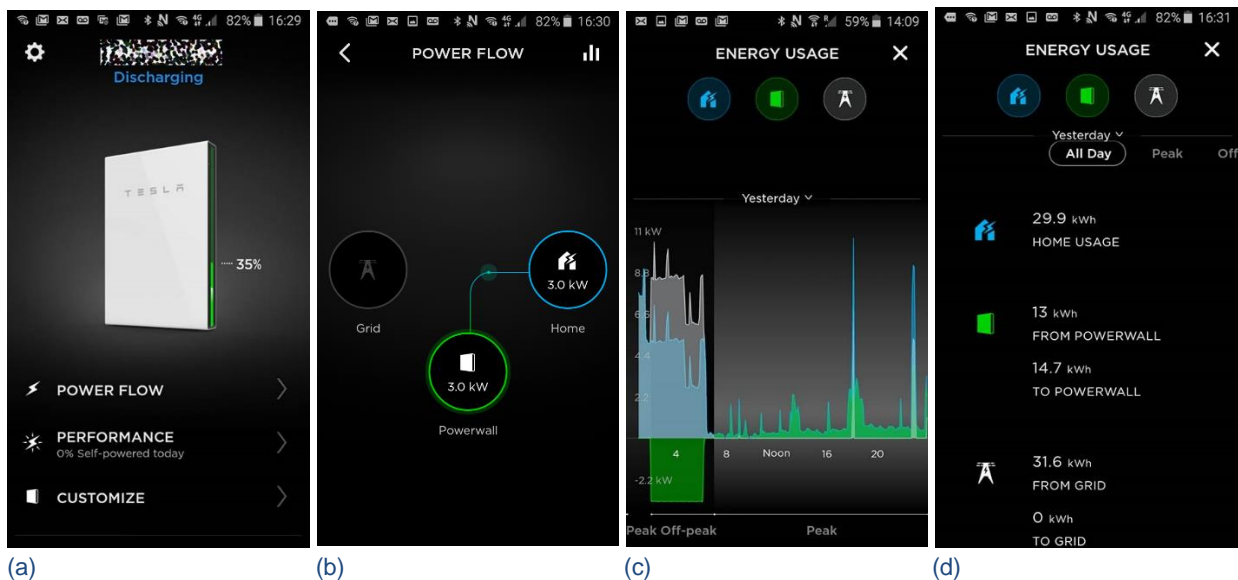 82% 16:29
Discharging
TESLA
35%
POWER FLOW
PERFORMANCE
0% Self-powered today
CUSTOMIZE
(a)
82% 16:30
POWER FLOW
Grid
3.0 kW
Home
3.0 kW
Powerwall
(b)
59% 14:09
ENERGY USAGE
Yesterday
11 kW
8.8
6.6
4.4
2.2
4 8 Noon 16 20
-2.2 kW
Peak Off-peak Peak
(c)
4G 82% 16:31
ENERGY USAGE
Yesterday
All Day Peak Off
29.9 kWh
HOME USAGE
13 kWh
FROM POWERWALL
14.7 kWh
TO POWERWALL
31.6 kWh
FROM GRID
0 kWh
TO GRID
(d)